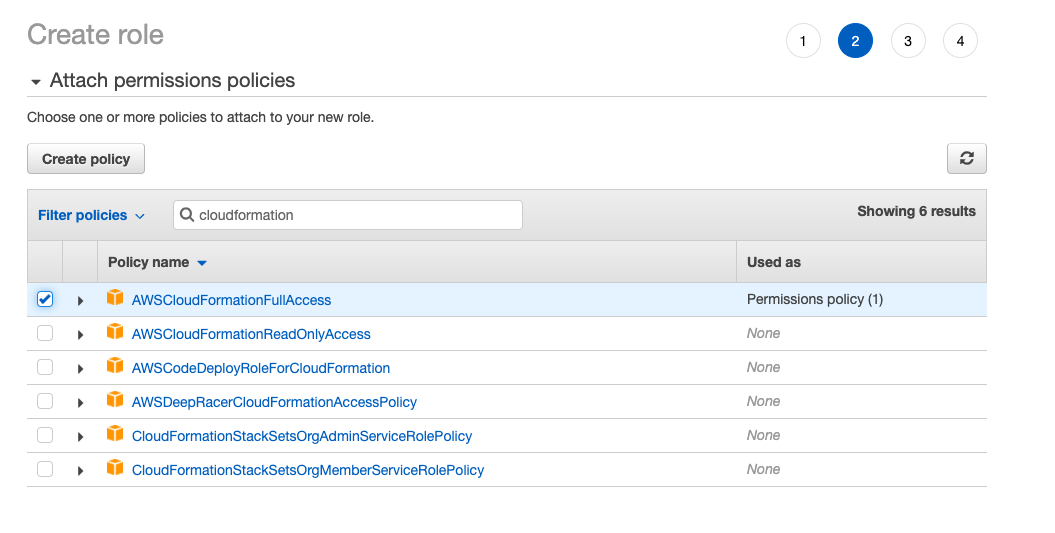 Create role
1 2 3 4
Attach permissions policies
Choose one or more policies to attach to your new role.
Create policy
Filter policies cloudformation Showing 6 results
Policy name Used as
AWSCloudFormationFullAccess Permissions policy (1)
AWSCloudFormationReadOnlyAccess None
AWSCodeDeployRoleForCloudFormation None
AWSDeepRacerCloudFormationAccessPolicy None
CloudFormationStackSetsOrgAdminServiceRolePolicy None
CloudFormationStackSetsOrgMemberServiceRolePolicy None